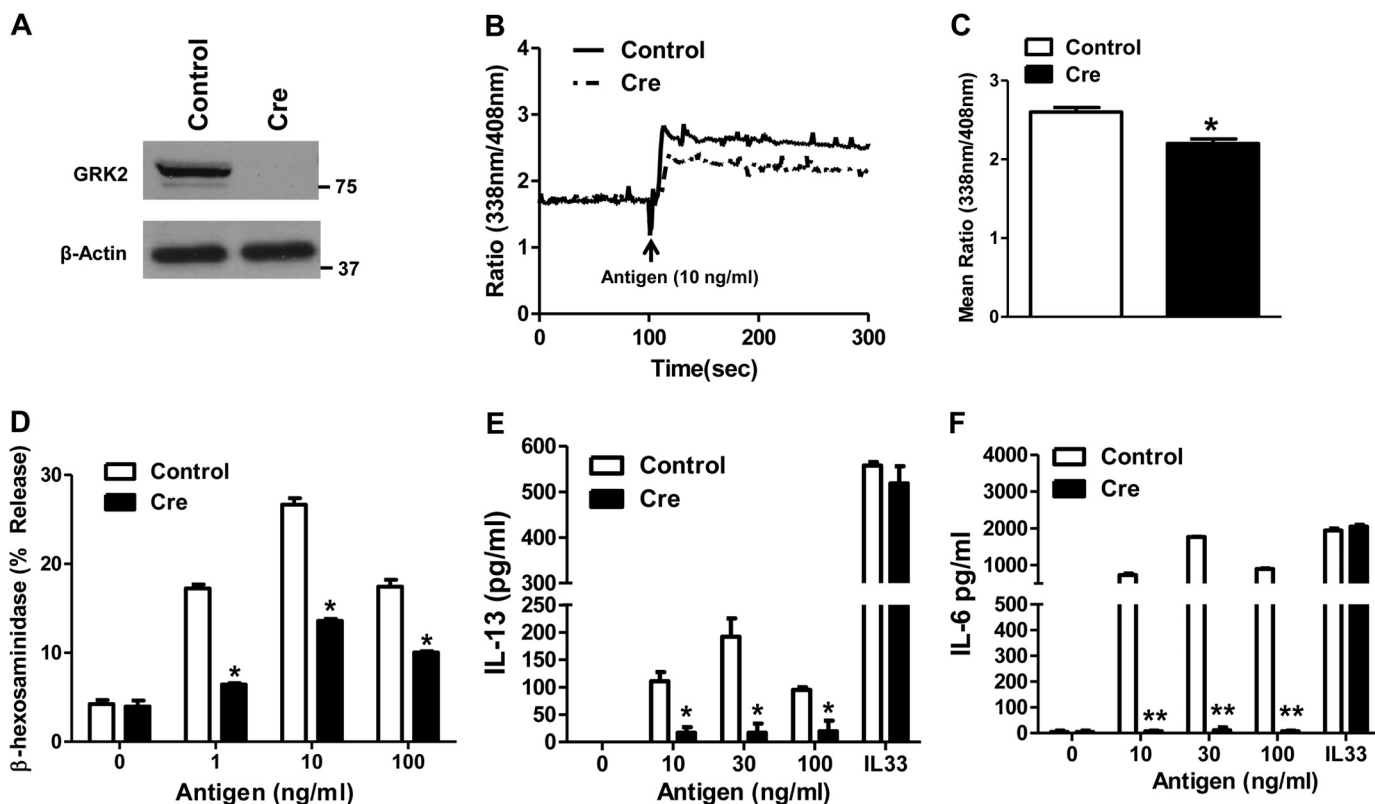 A
Control
Cre
GRK2
75
β-Actin
37
B
Control
Cre
Ratio (338nm/408nm)
4
3
2
1
0
Antigen (10 ng/ml)
0 100 200 300
Time(sec)
C
Control
Cre
Mean Ratio (338nm/408nm)
3
2
1
0
*
D
Control
Cre
β-hexosaminidase (% Release)
30
20
10
0
*
*
*
0 1 10 100
Antigen (ng/ml)
E
Control
Cre
IL-13 (pg/ml)
600
500
400
300
250
200
150
100
50
0
* * *
0 10 30 100 IL33
Antigen (ng/ml)
F
Control
Cre
IL-6 pg/ml
4000
3000
2000
1000
500
400
300
200
100
0
** ** **
0 10 30 100 IL33
Antigen (ng/ml)